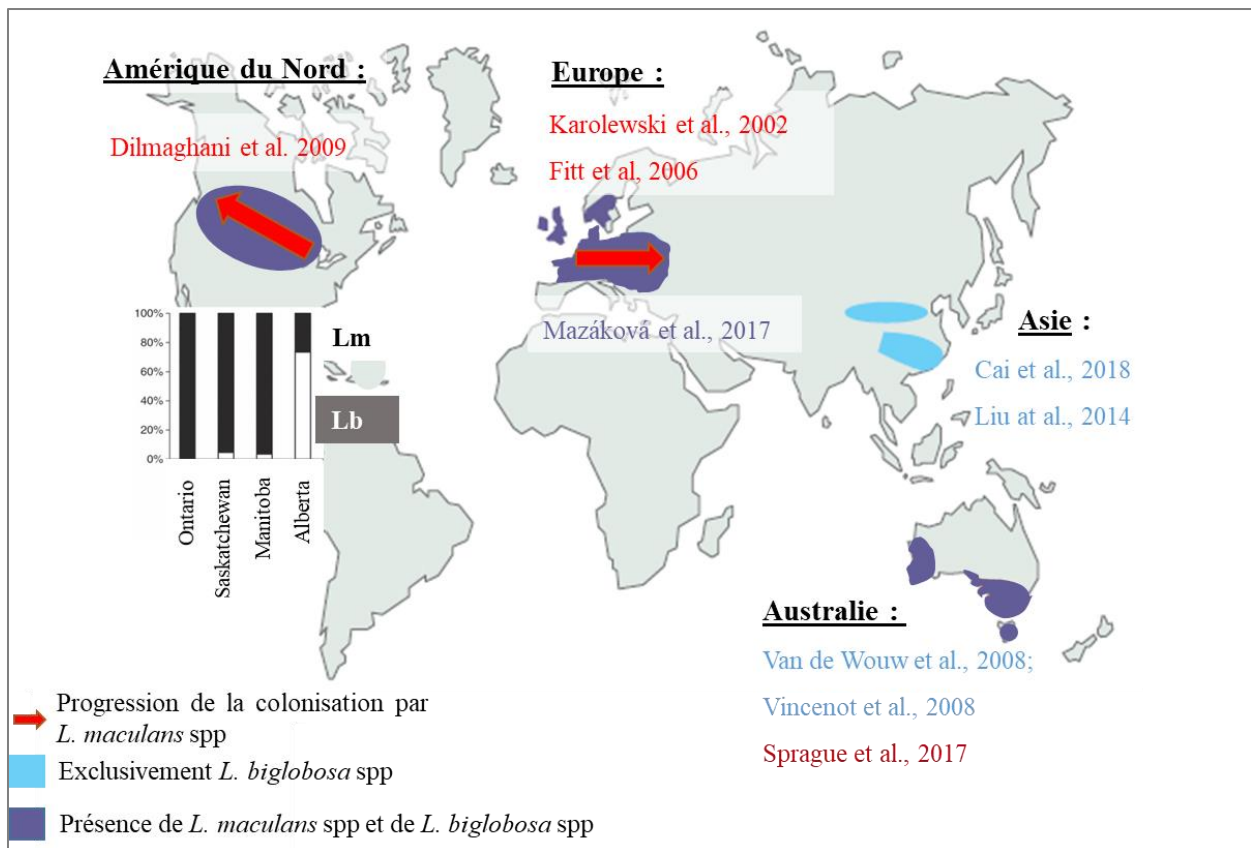 Amérique du Nord :
Dilmaghani et al. 2009
Europe :
Karolewski et al., 2002
Fitt et al, 2006
Mazáková et al., 2017
Asie :
Cai et al., 2018
Liu at al., 2014
100%
80%
60%
40%
20%
0%
Lm
Lb
Ontario
Saskatchewan
Manitoba
Alberta
Australie :
Van de Wouw et al., 2008;
Vincenot et al., 2008
Sprague et al., 2017
Progression de la colonisation par
L. maculans spp
Exclusivement L. biglobosa spp
Présence de L. maculans spp et de L. biglobosa spp